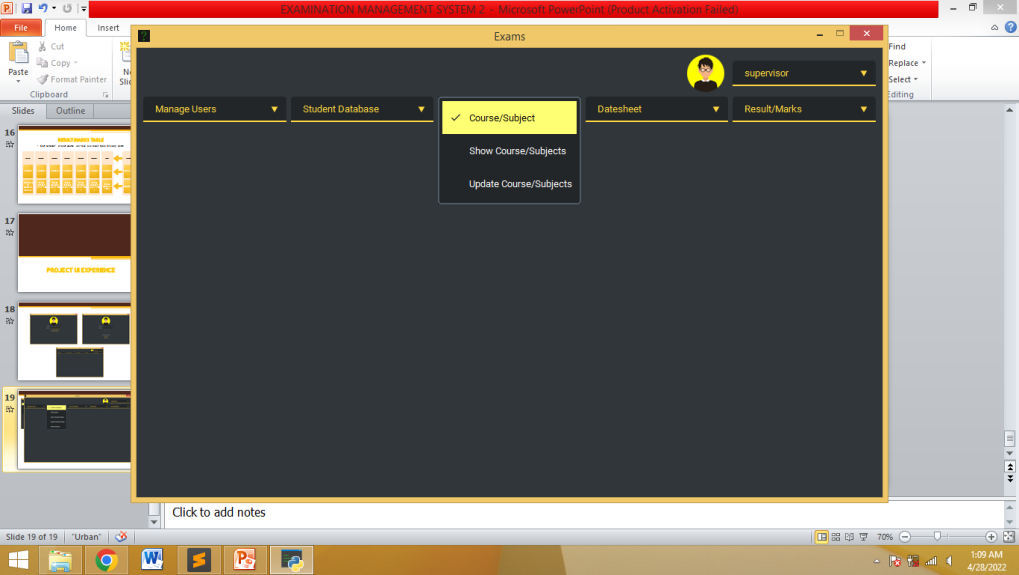 EXAMINATION MANAGEMENT SYSTEM 2 - Microsoft PowerPoint (Product Activation Failed)
File
Home
Insert
Exams
Cut
Copy
Format Painter
Paste
Clipboard
Find
Replace
Select
Editing
supervisor
Slides
Outline
Manage Users
Student Database
Course/Subject
Datesheet
Result/Marks
Show Course/Subjects
Update Course/Subjects
16
17
PROJECT UI EXPERIENCE
18
19
Click to add notes
Slide 19 of 19
"Urban"
70%
1:09 AM
4/28/2022